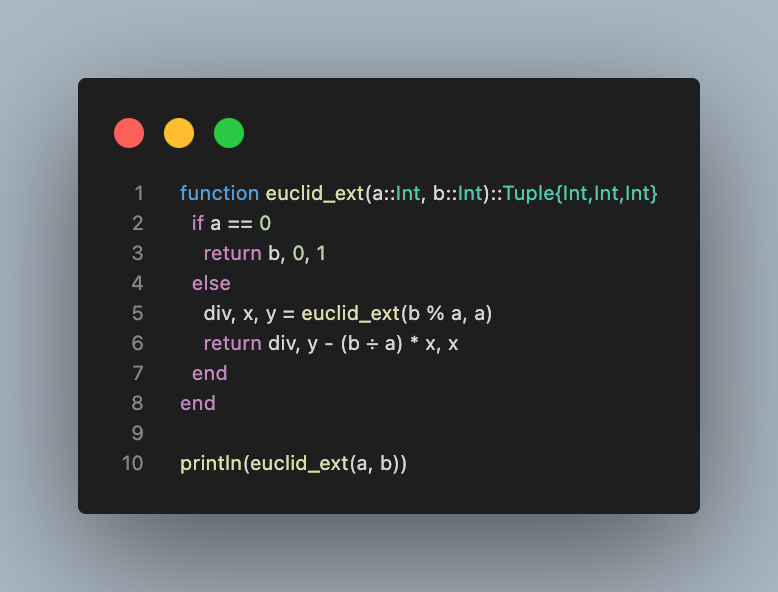 1 function euclid_ext(a::Int, b::Int)::Tuple{Int,Int,Int}
2   if a == 0
3     return b, 0, 1
4   else
5     div, x, y = euclid_ext(b % a, a)
6     return div, y - (b ÷ a) * x, x
7   end
8 end
9
10 println(euclid_ext(a, b))